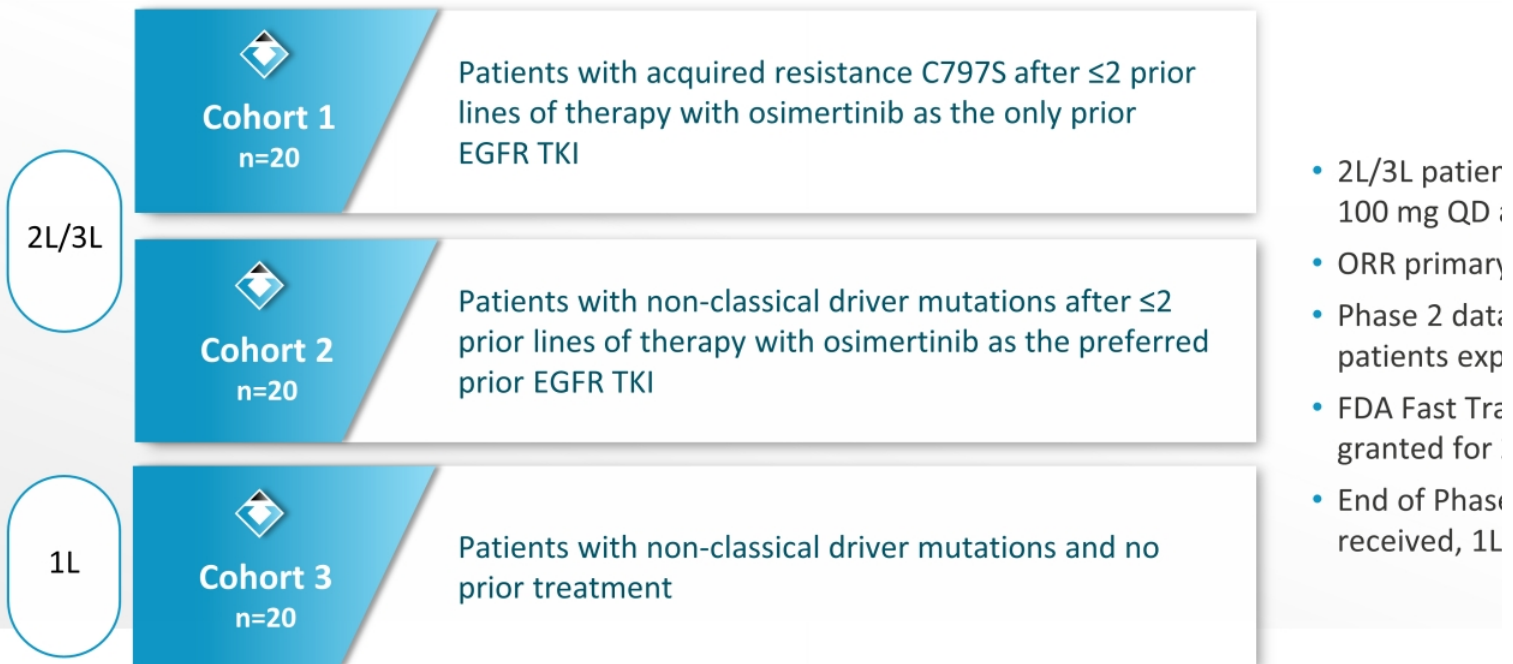 2L/3L
Cohort 1
n=20
Patients with acquired resistance C797S after ≤2 prior
lines of therapy with osimertinib as the only prior
EGFR TKI
Cohort 2
n=20
Patients with non-classical driver mutations after ≤2
prior lines of therapy with osimertinib as the preferred
prior EGFR TKI
1L
Cohort 3
n=20
Patients with non-classical driver mutations and no
prior treatment
• 2L/3L
100 mg QD
• ORR primary
• Phase 2
patients
• FDA Fast
granted for
• End of
received, 1L